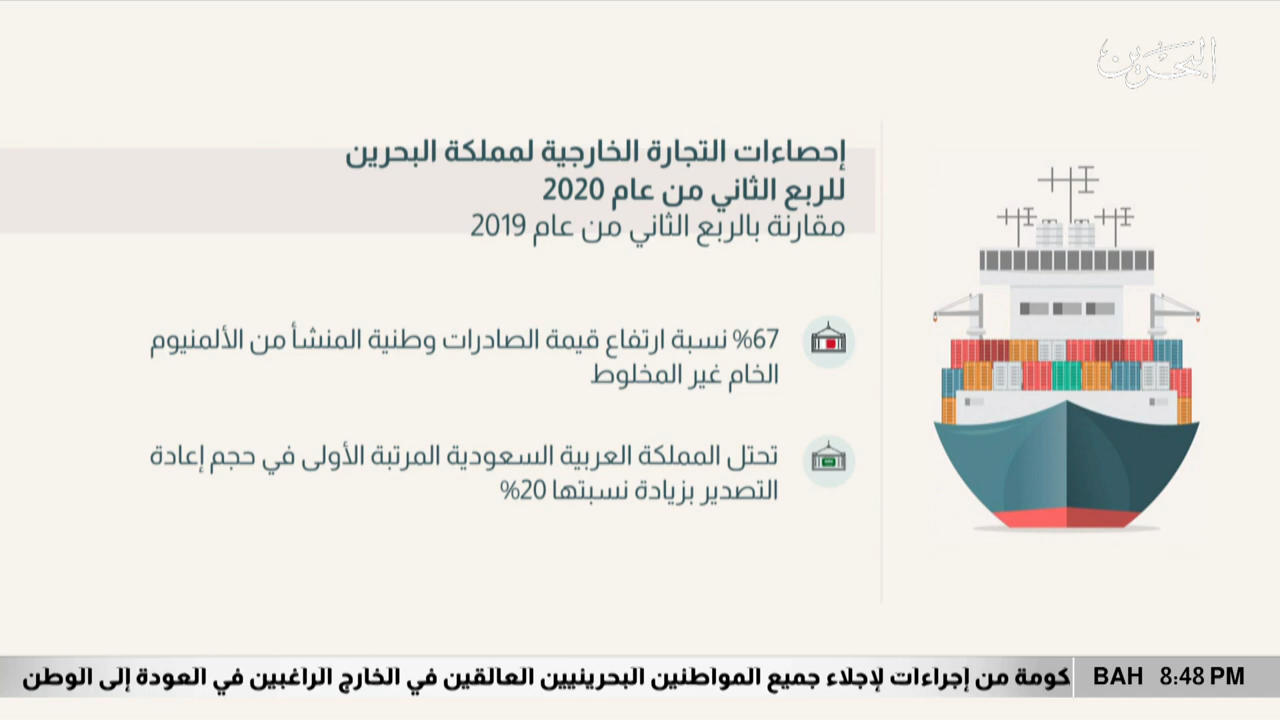 البحرين
إحصاءات التجارة الخارجية لمملكة البحرين
للربع الثاني من عام 2020
مقارنة بالربع الثاني من عام 2019
67% نسبة ارتفاع قيمة الصادرات وطنية المنشأ من الألمنيوم
الخام غير المخلوط
تحتل المملكة العربية السعودية المرتبة الأولى في حجم إعادة
التصدير بزيادة نسبتها 20%
كومة من إجراءات لإجلاء جميع المواطنين البحرينيين العالقين في الخارج الراغبين في العودة إلى الوطن
BAH 8:48 PM